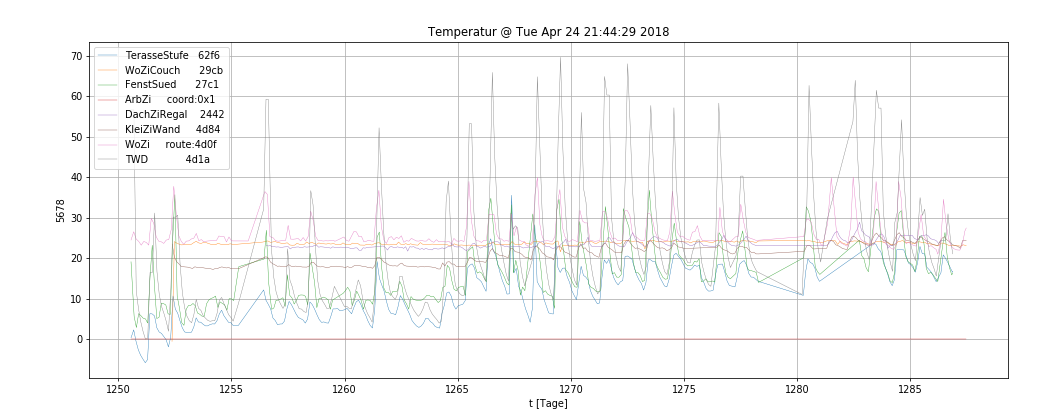 Temperatur @ Tue Apr 24 21:44:29 2018
70
60
50
40
30
20
10
0
5678
TerasseStufe 62f6
WoZiCouch 29cb
FenstSued 27c1
ArbZi coord:0x1
DachZiRegal 2442
KleiZiWand 4d84
WoZi route:4d0f
TWD 4d1a
1250 1255 1260 1265 1270 1275 1280 1285
t [Tage]